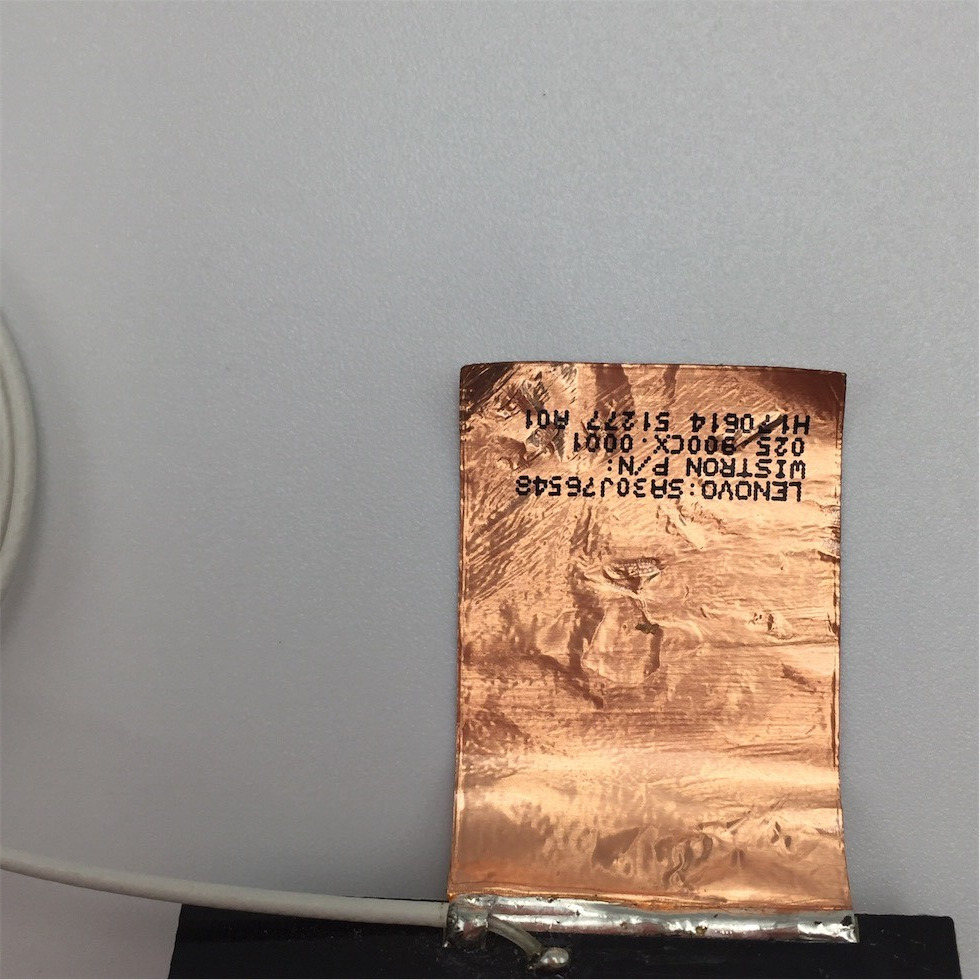 LENOVO:SA30J76548
WISTRON P/N:
025.900CX.0001
H170614 51277 A01